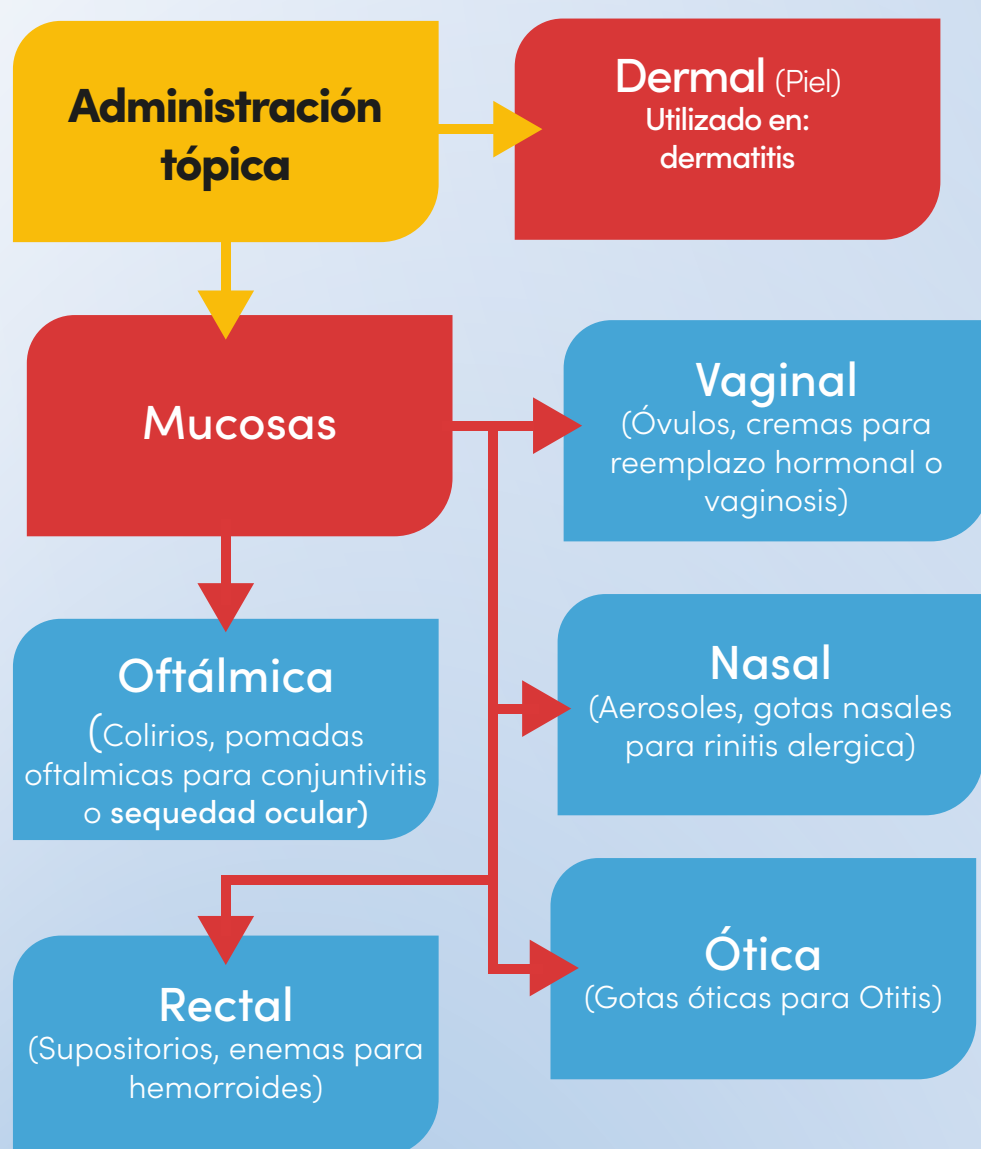 Administración
tópica
Dermal (Piel)
Utilizado en:
dermatitis
Mucosas
Vaginal
(Óvulos, cremas para
reemplazo hormonal o
vaginosis)
Oftálmica
(Colirios, pomadas
oftalmicas para conjuntivitis
o sequedad ocular)
Nasal
(Aerosoles, gotas nasales
para rinitis alergica)
Rectal
(Supositorios, enemas para
hemorroides)
Ótica
(Gotas óticas para Otitis)